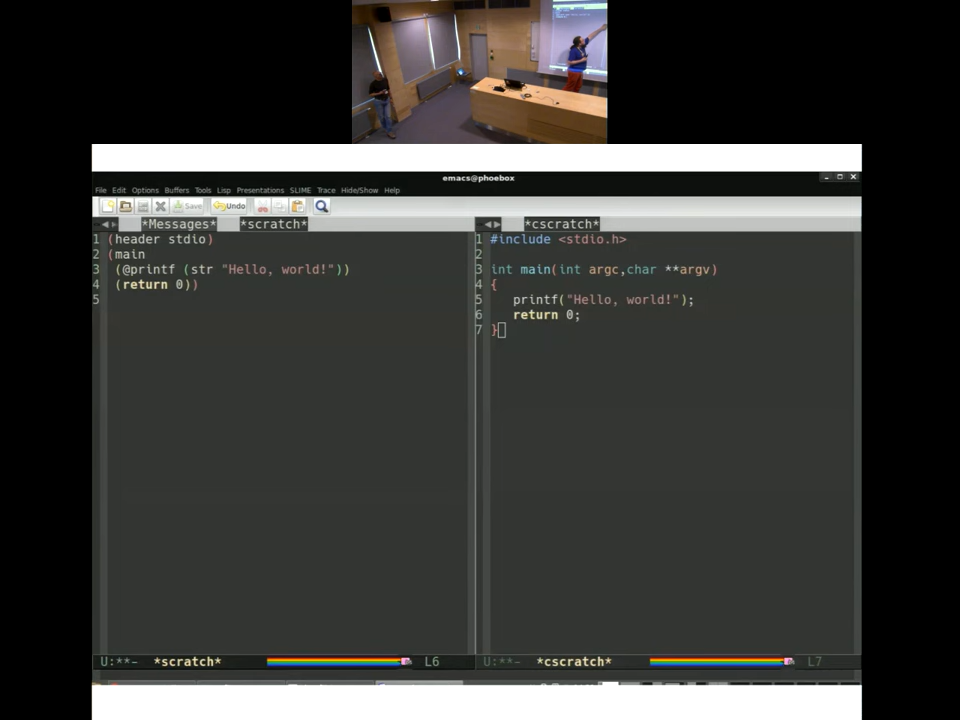 emacs@phoebox
File Edit Options Buffers Tools Lisp Presentations SLIME Trace Hide/Show Help
Save Undo
*Messages* *scratch*
1 (header stdio)
2 (main
3 (@printf (str "Hello, world!"))
4 (return 0))
5
*cscratch*
1 #include <stdio.h>
2
3 int main(int argc,char **argv)
4 {
5 printf("Hello, world!");
6 return 0;
7 }
U:**- *scratch* L6
U:**- *cscratch* L7